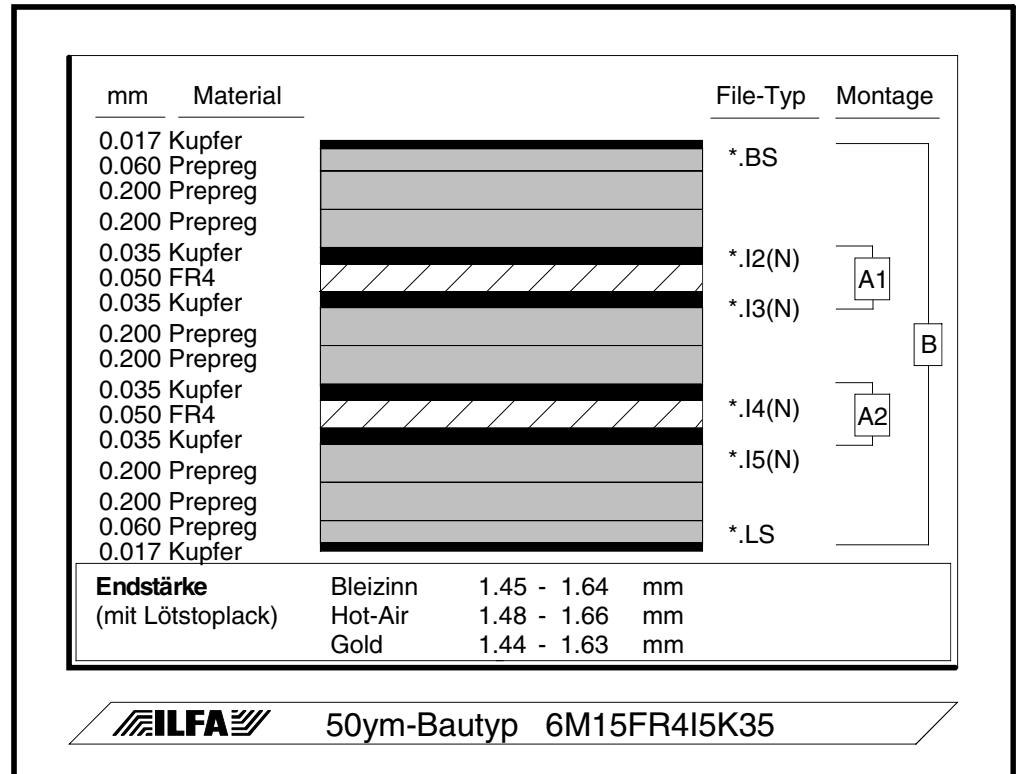 mm Material File-Typ Montage
0.017 Kupfer
*.BS
0.060 Prepreg
0.200 Prepreg
0.200 Prepreg
0.035 Kupfer
*.I2(N)
0.050 FR4
A1
0.035 Kupfer
*.I3(N)
0.200 Prepreg
B
0.200 Prepreg
0.035 Kupfer
*.I4(N)
0.050 FR4
A2
0.035 Kupfer
*.I5(N)
0.200 Prepreg
0.200 Prepreg
0.060 Prepreg
*.LS
0.017 Kupfer
Endstärke Bleizinn 1.45 - 1.64 mm
(mit Lötstoplack) Hot-Air 1.48 - 1.66 mm
Gold 1.44 - 1.63 mm
ILFA 50ym-Bautyp 6M15FR4I5K35